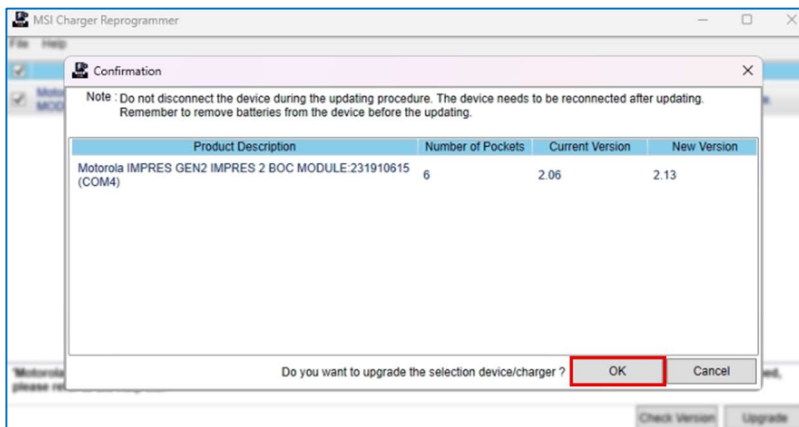 MSI Charger Reprogrammer
File Help
Confirmation
Note : Do not disconnect the device during the updating procedure. The device needs to be reconnected after updating.
Remember to remove batteries from the device before the updating.
Product Description Number of Pockets Current Version New Version
Motorola IMPRES GEN2 IMPRES 2 BOC MODULE:231910615 6 2.06 2.13
(COM4)
Do you want to upgrade the selection device/charger ? OK Cancel
"Motorola
please
Check Version Upgrade